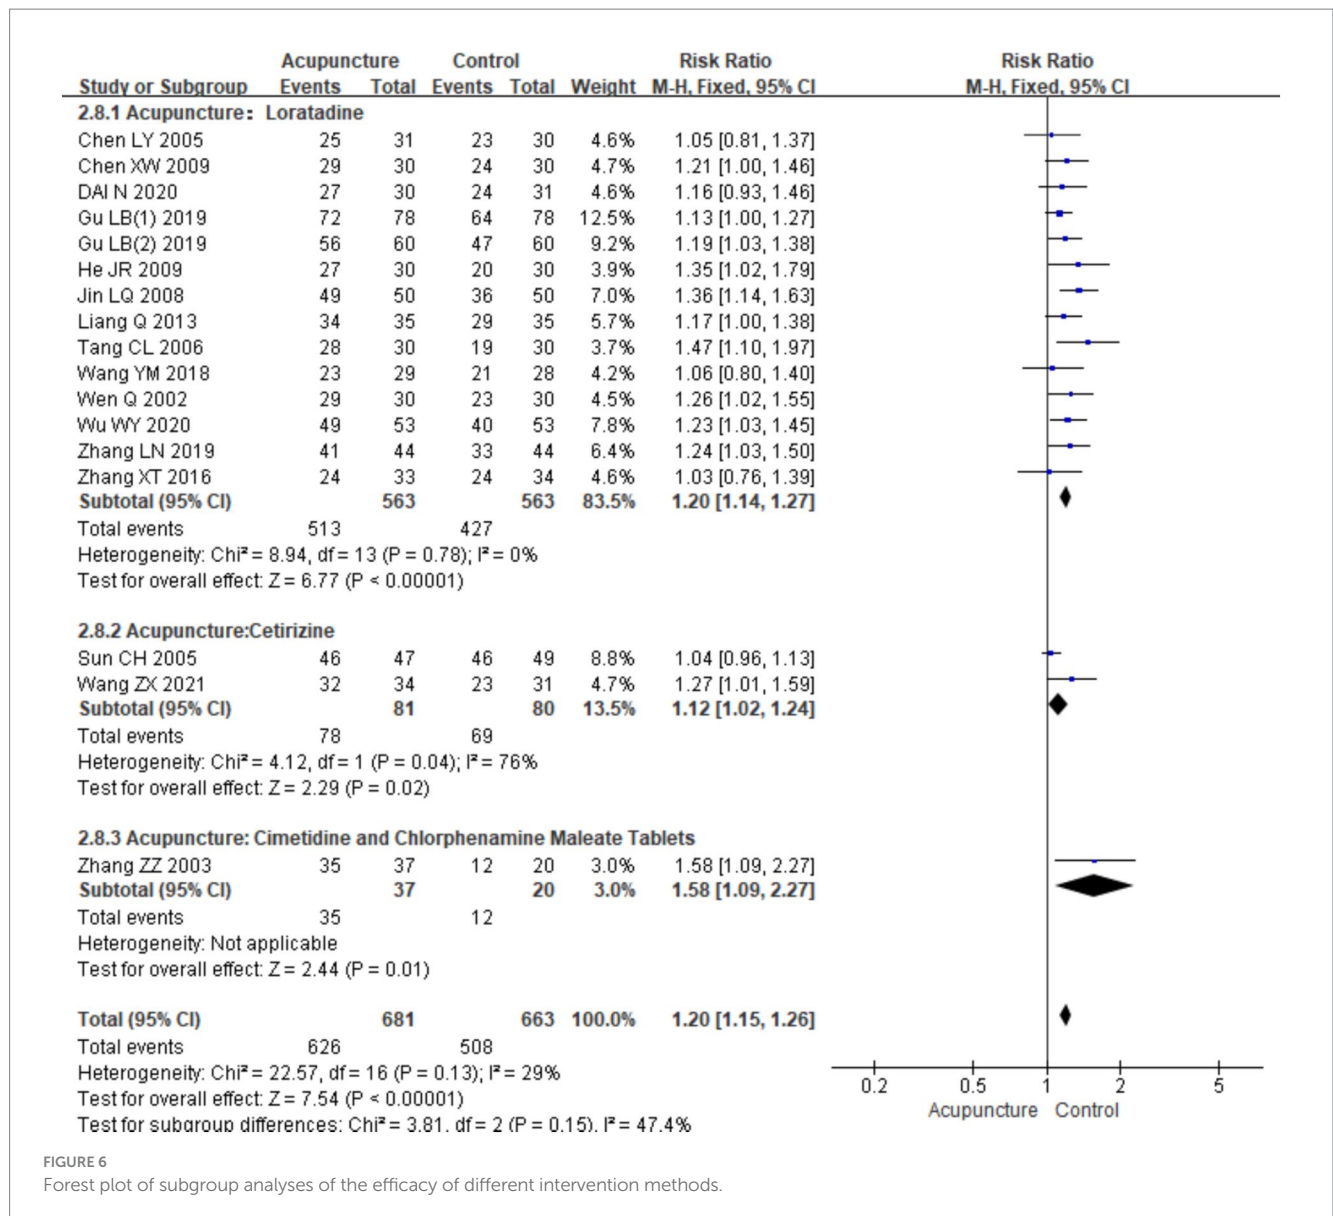 Acupuncture Control Risk Ratio Risk Ratio
Study or Subgroup Events Total Events Total Weight M-H, Fixed, 95% CI M-H, Fixed, 95% CI
2.8.1 Acupuncture: Loratadine
Chen LY 2005 25 31 23 30 4.6% 1.05 [0.81, 1.37]
Chen XW 2009 29 30 24 30 4.7% 1.21 [1.00, 1.46]
DAI N 2020 27 30 24 31 4.6% 1.16 [0.93, 1.46]
Gu LB(1) 2019 72 78 64 78 12.5% 1.13 [1.00, 1.27]
Gu LB(2) 2019 56 60 47 60 9.2% 1.19 [1.03, 1.38]
He JR 2009 27 30 20 30 3.9% 1.35 [1.02, 1.79]
Jin LQ 2008 49 50 36 50 7.0% 1.36 [1.14, 1.63]
Liang Q 2013 34 35 29 35 5.7% 1.17 [1.00, 1.38]
Tang CL 2006 28 30 19 30 3.7% 1.47 [1.10, 1.97]
Wang YM 2018 23 29 21 28 4.2% 1.06 [0.80, 1.40]
Wen Q 2002 29 30 23 30 4.5% 1.26 [1.02, 1.55]
Wu WY 2020 49 53 40 53 7.8% 1.23 [1.03, 1.45]
Zhang LN 2019 41 44 33 44 6.4% 1.24 [1.03, 1.50]
Zhang XT 2016 24 33 24 34 4.6% 1.03 [0.76, 1.39]
Subtotal (95% CI) 563 563 83.5% 1.20 [1.14, 1.27]
Total events 513 427
Heterogeneity: Chi² = 8.94, df = 13 (P = 0.78); I² = 0%
Test for overall effect: Z = 6.77 (P < 0.00001)
2.8.2 Acupuncture:Cetirizine
Sun CH 2005 46 47 46 49 8.8% 1.04 [0.96, 1.13]
Wang ZX 2021 32 34 23 31 4.7% 1.27 [1.01, 1.59]
Subtotal (95% CI) 81 80 13.5% 1.12 [1.02, 1.24]
Total events 78 69
Heterogeneity: Chi² = 4.12, df = 1 (P = 0.04); I² = 76%
Test for overall effect: Z = 2.29 (P = 0.02)
2.8.3 Acupuncture: Cimetidine and Chlorphenamine Maleate Tablets
Zhang ZZ 2003 35 37 12 20 3.0% 1.58 [1.09, 2.27]
Subtotal (95% CI) 37 20 3.0% 1.58 [1.09, 2.27]
Total events 35 12
Heterogeneity: Not applicable
Test for overall effect: Z = 2.44 (P = 0.01)
Total (95% CI) 681 663 100.0% 1.20 [1.15, 1.26]
Total events 626 508
Heterogeneity: Chi² = 22.57, df = 16 (P = 0.13); I² = 29%
Test for overall effect: Z = 7.54 (P < 0.00001)
Test for subgroup differences: Chi² = 3.81, df = 2 (P = 0.15), I² = 47.4%
0.2 0.5 1 2 5
Acupuncture Control
FIGURE 6
Forest plot of subgroup analyses of the efficacy of different intervention methods.